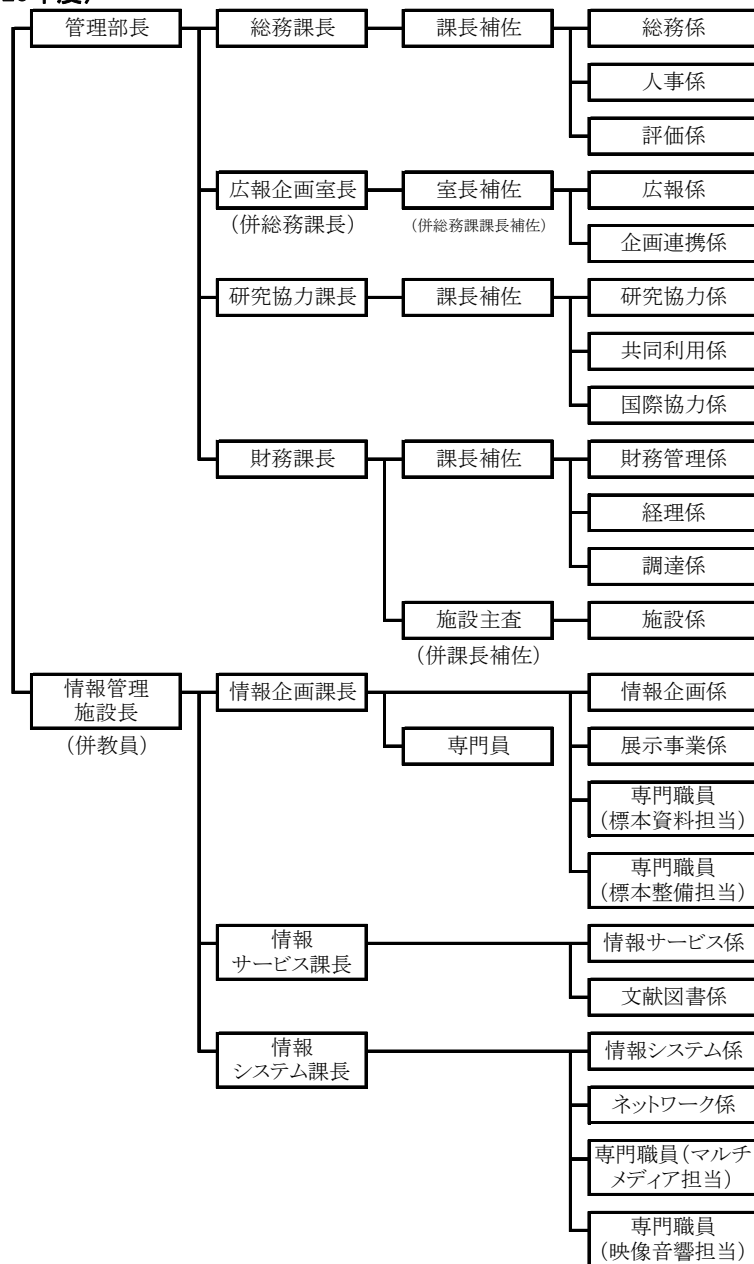 管理部長
総務課長
課長補佐
総務係
人事係
評価係
広報企画室長
(併総務課長)
室長補佐
(併総務課課長補佐)
広報係
企画連携係
研究協力課長
課長補佐
研究協力係
共同利用係
国際協力係
財務課長
課長補佐
財務管理係
経理係
調達係
施設主査
(併課長補佐)
施設係
情報管理
施設長
(併教員)
情報企画課長
専門員
情報企画係
展示事業係
専門職員
(標本資料担当)
専門職員
(標本整備担当)
情報
サービス課長
情報サービス係
文献図書係
情報
システム課長
情報システム係
ネットワーク係
専門職員(マルチ
メディア担当)
専門職員
(映像音響担当)